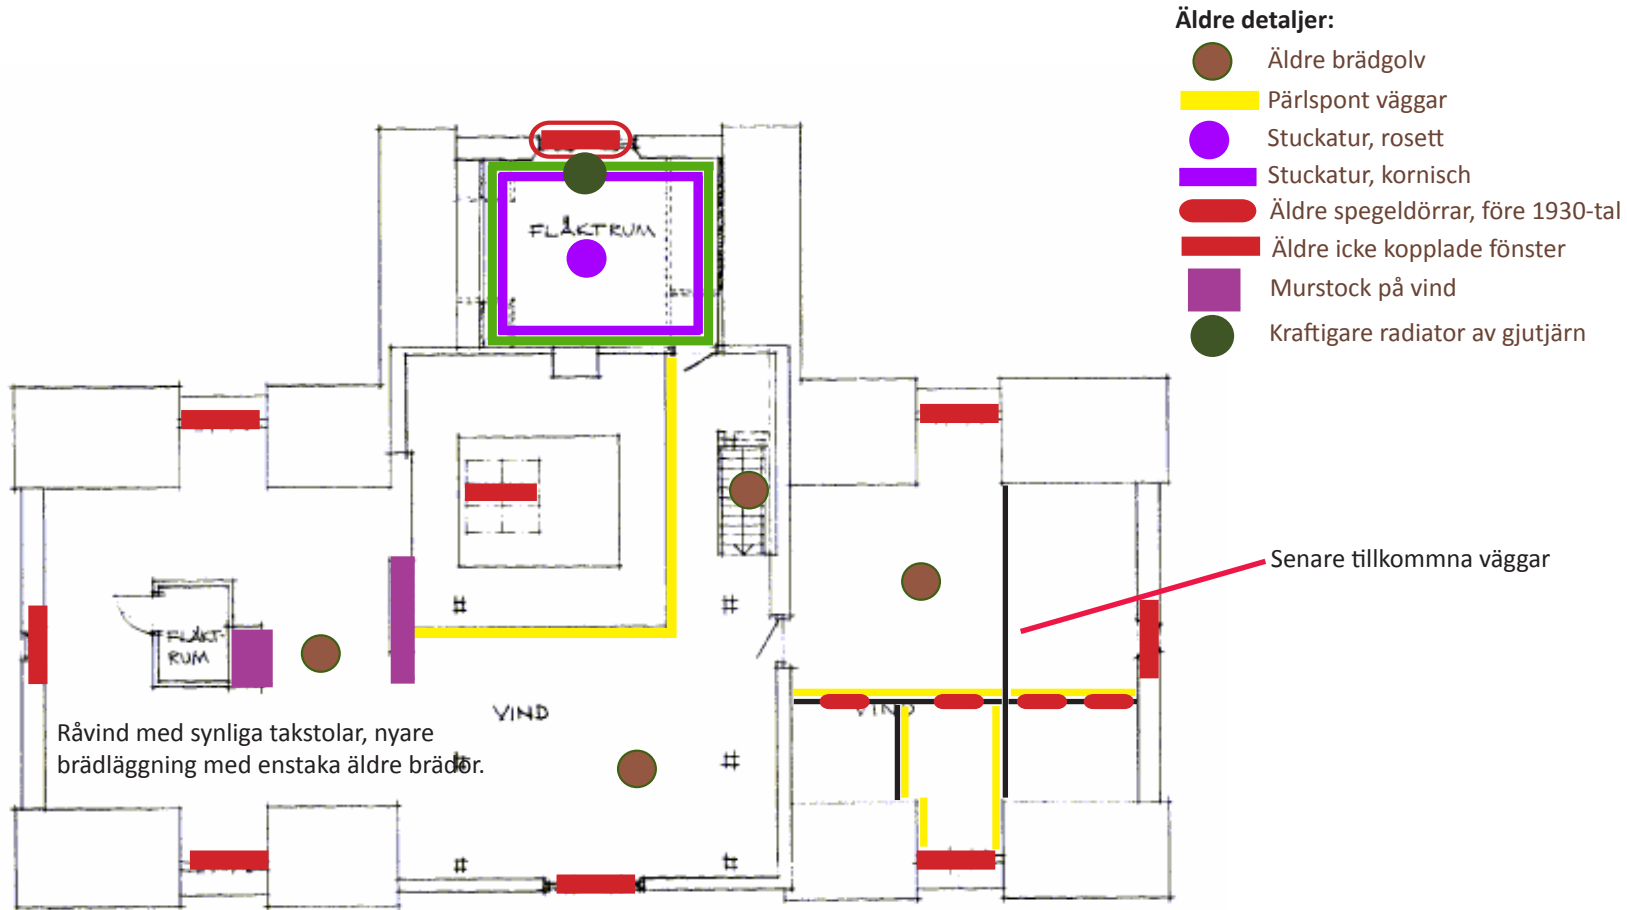 Äldre detaljer:
Äldre brädgolv
Pärlspont väggar
Stuckatur, rosett
Stuckatur, kornisch
Äldre spegeldörrar, före 1930-tal
Äldre icke kopplade fönster
Murstock på vind
Kraftigare radiator av gjutjärn
FLÄKTRUM
Senare tillkommna väggar
FLÄKT-
RUM
VIND
VIND
Råvind med synliga takstolar, nyare
brädläggning med enstaka äldre brädor.